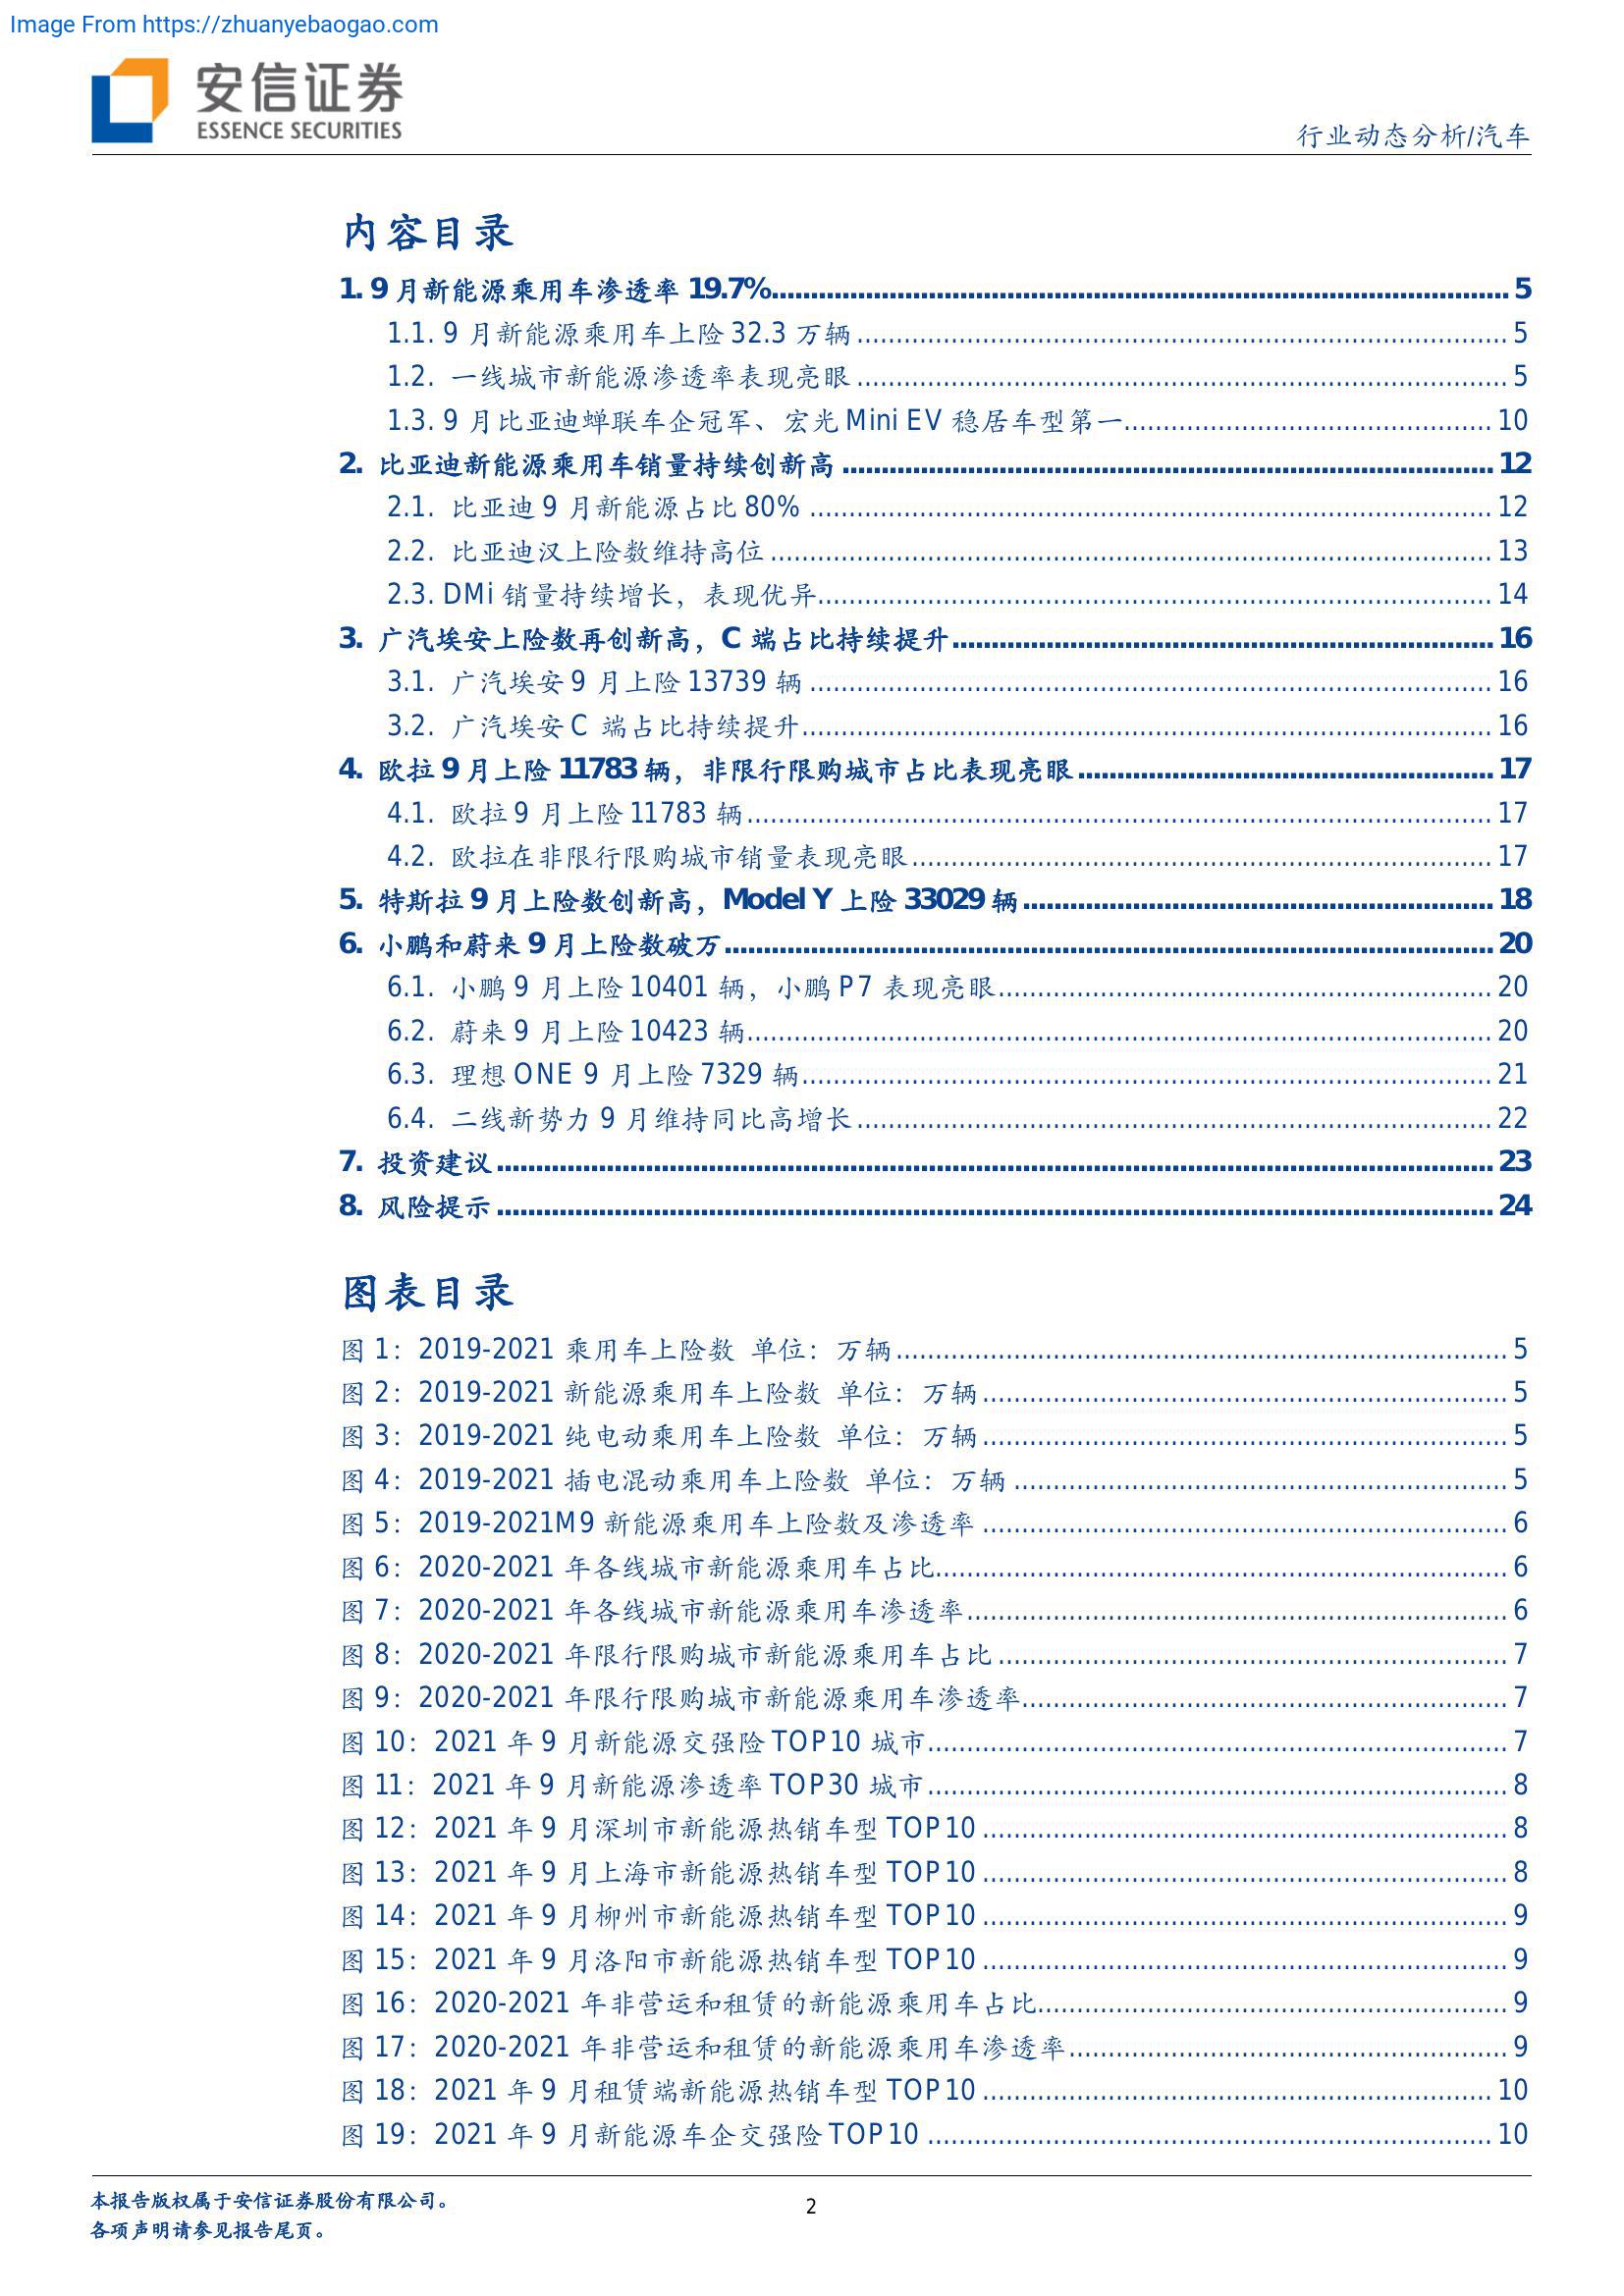 Image From https://zhuanyebaogao.com
安信证券
ESSENCE SECURITIES
行业动态分析/汽车
内容目录
1. 9 月新能源乘用车渗透率 19.7%.......... 5
1.1. 9 月新能源乘用车上险 32.3 万辆.......... 5
1.2. 一线城市新能源渗透率表现亮眼.......... 5
1.3. 9 月比亚迪蝉联车企冠军、宏光 Mini EV 稳居车型第一.......... 10
2. 比亚迪新能源乘用车销量持续创新高.......... 12
2.1. 比亚迪 9 月新能源占比 80%.......... 12
2.2. 比亚迪汉上险数维持高位.......... 13
2.3. DMi 销量持续增长，表现优异.......... 14
3. 广汽埃安上险数再创新高，C 端占比持续提升.......... 16
3.1. 广汽埃安 9 月上险 13739 辆.......... 16
3.2. 广汽埃安 C 端占比持续提升.......... 16
4. 欧拉 9 月上险 11783 辆，非限行限购城市占比表现亮眼.......... 17
4.1. 欧拉 9 月上险 11783 辆.......... 17
4.2. 欧拉在非限行限购城市销量表现亮眼.......... 17
5. 特斯拉 9 月上险数创新高，Model Y 上险 33029 辆.......... 18
6. 小鹏和蔚来 9 月上险数破万.......... 20
6.1. 小鹏 9 月上险 10401 辆，小鹏 P7 表现亮眼.......... 20
6.2. 蔚来 9 月上险 10423 辆.......... 20
6.3. 理想 ONE 9 月上险 7329 辆.......... 21
6.4. 二线新势力 9 月维持同比高增长.......... 22
7. 投资建议.......... 23
8. 风险提示.......... 24
图表目录
图 1：2019-2021 乘用车上险数 单位：万辆.......... 5
图 2：2019-2021 新能源乘用车上险数 单位：万辆.......... 5
图 3：2019-2021 纯电动乘用车上险数 单位：万辆.......... 5
图 4：2019-2021 插电混动乘用车上险数 单位：万辆.......... 5
图 5：2019-2021M9 新能源乘用车上险数及渗透率.......... 6
图 6：2020-2021 年各线城市新能源乘用车占比.......... 6
图 7：2020-2021 年各线城市新能源乘用车渗透率.......... 6
图 8：2020-2021 年限行限购城市新能源乘用车占比.......... 7
图 9：2020-2021 年限行限购城市新能源乘用车渗透率.......... 7
图 10：2021 年 9 月新能源交强险 TOP10 城市.......... 7
图 11：2021 年 9 月新能源渗透率 TOP30 城市.......... 8
图 12：2021 年 9 月深圳市新能源热销车型 TOP10.......... 8
图 13：2021 年 9 月上海市新能源热销车型 TOP10.......... 8
图 14：2021 年 9 月柳州市新能源热销车型 TOP10.......... 9
图 15：2021 年 9 月洛阳市新能源热销车型 TOP10.......... 9
图 16：2020-2021 年非营运和租赁的新能源乘用车占比.......... 9
图 17：2020-2021 年非营运和租赁的新能源乘用车渗透率.......... 9
图 18：2021 年 9 月租赁端新能源热销车型 TOP10.......... 10
图 19：2021 年 9 月新能源车企交强险 TOP10.......... 10
本报告版权属于安信证券股份有限公司。
各项声明请参见报告尾页。
2